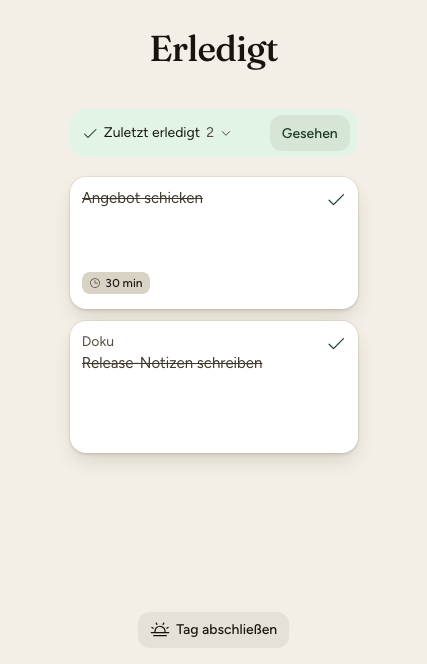 Erledigt
Zuletzt erledigt 2
Gesehen
Angebot schicken
30 min
Doku
Release-Notizen schreiben
Tag abschließen